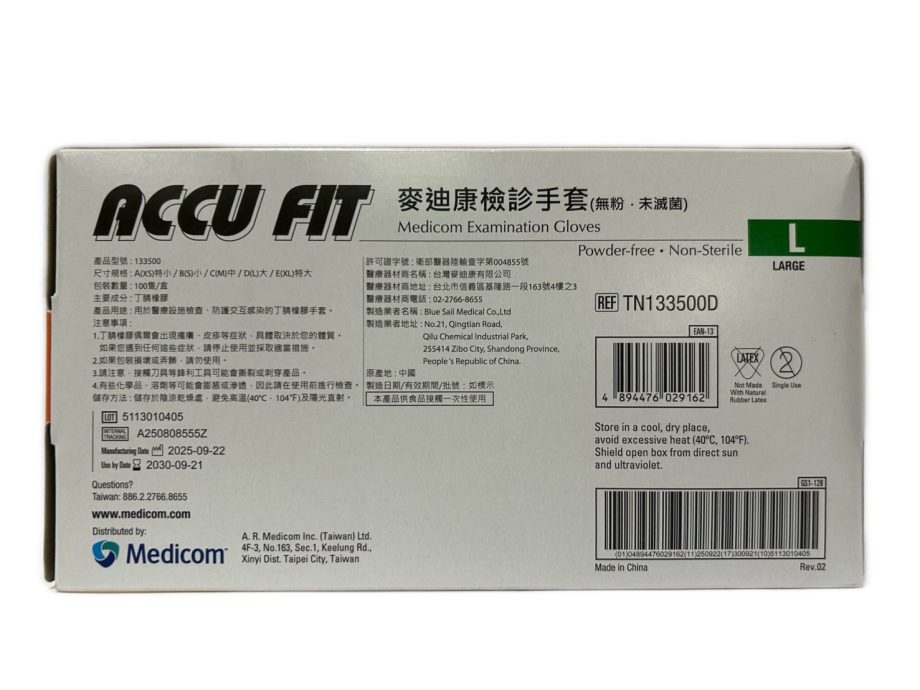 ACCU FIT
麥迪康檢診手套(無粉．未滅菌)
Medicom Examination Gloves
Powder-free • Non-Sterile
L
LARGE
產品型號：133500
尺寸規格：A(XS)特小 / B(S)小 / C(M)中 / D(L)大 / E(XL)特大
包裝數量：100隻/盒
主要成分：丁腈橡膠
產品用途：用於醫療設施檢查、防護交互感染的丁腈橡膠手套。
注意事項：
1.丁腈橡膠偶爾會出現瘙癢、皮疹等症狀，具體取決於您的體質。
如果您遇到任何這些症狀，請停止使用並採取適當措施。
2.如果包裝損壞或弄髒，請勿使用。
3.請注意，接觸刀具等鋒利工具可能會撕裂或刺穿產品。
4.有些化學品、溶劑等可能會膨脹或滲透，因此請在使用前進行檢查。
儲存方法：儲存於陰涼乾燥處，避免高溫(40°C，104°F)及陽光直射。
許可證字號：衛部醫器陸輸壹字第004855號
醫療器材商名稱：台灣麥迪康有限公司
醫療器材商地址：台北市信義區基隆路一段163號4樓之3
醫療器材商電話：02-2766-8655
製造業者名稱：Blue Sail Medical Co.,Ltd
製造業者地址：No.21, Qingtian Road,
Qilu Chemical Industrial Park,
255414 Zibo City, Shandong Province,
People's Republic of China.
原產地：中國
製造日期/有效期間/批號：如標示
本產品供食品接觸一次性使用
REF TN133500D
EAN-13
4 894476 029162
LATEX
Not Made
With Natural
Rubber Latex
2
Single Use
Store in a cool, dry place,
avoid excessive heat (40°C, 104°F).
Shield open box from direct sun
and ultraviolet.
LOT 5113010405
INTERNAL TRACKING A250808555Z
Manufacturing Date 2025-09-22
Use by Date 2030-09-21
Questions?
Taiwan: 886.2.2766.8655
www.medicom.com
Distributed by:
Medicom™
A. R. Medicom Inc. (Taiwan) Ltd.
4F-3, No.163, Sec.1, Keelung Rd.,
Xinyi Dist. Taipei City, Taiwan
GS1-128
(01)04894476029162(11)250922(17)300921(10)5113010405
Made in China
Rev.02